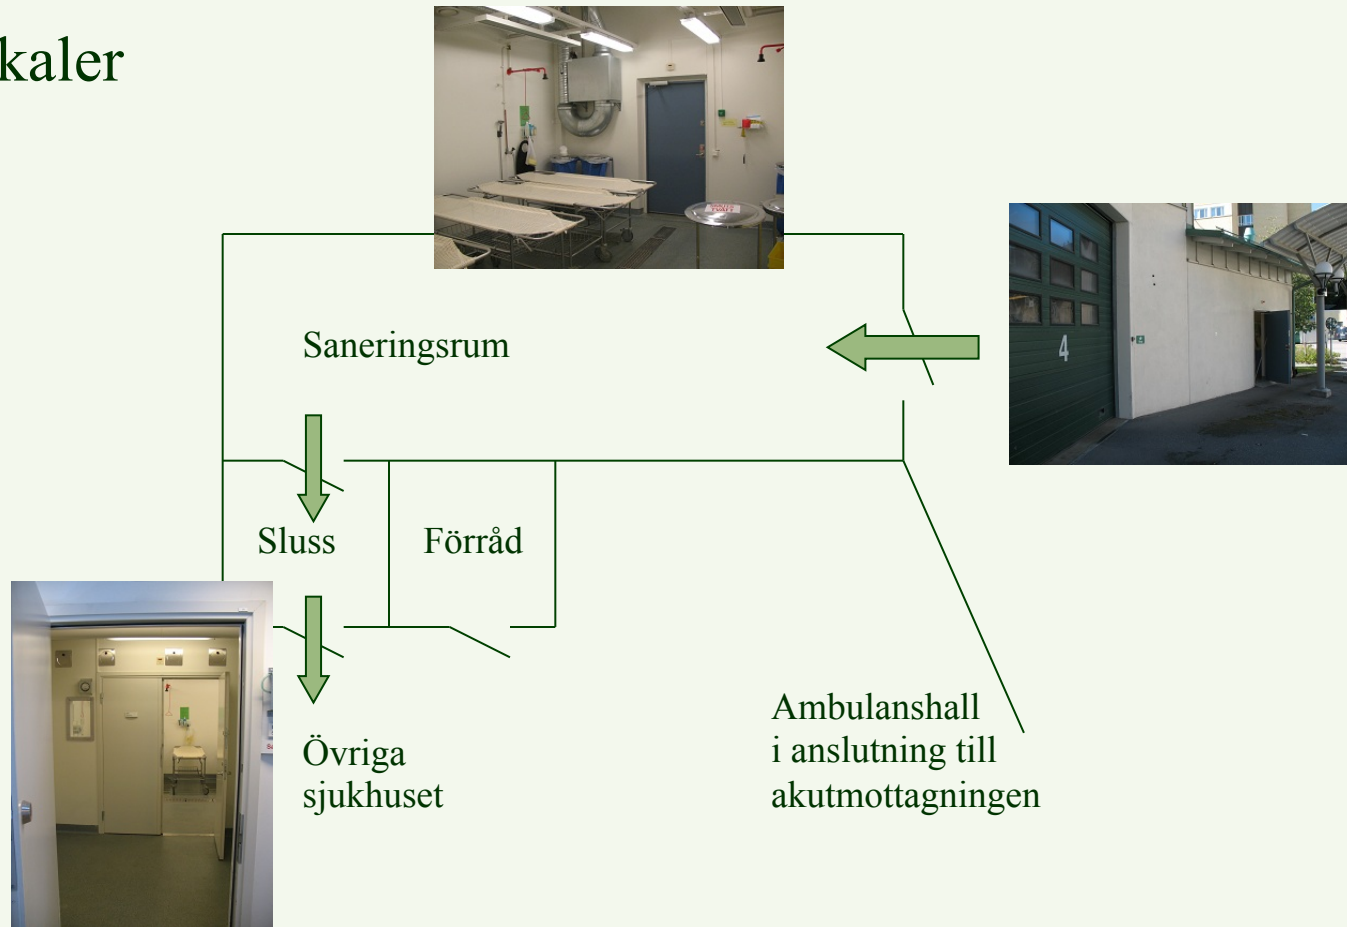 kaler
Saneringsrum
4
Sluss
Förråd
Övriga
sjukhuset
Ambulanshall
i anslutning till
akutmottagningen